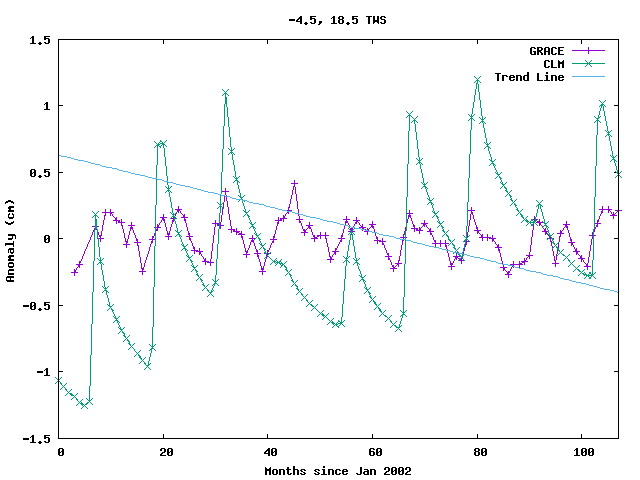 -4.5, 18.5 TWS
1.5
1
0.5
0
-0.5
-1
-1.5
Anomaly (cm)
GRACE
CLM
Trend Line
0 20 40 60 80 100
Months since Jan 2002